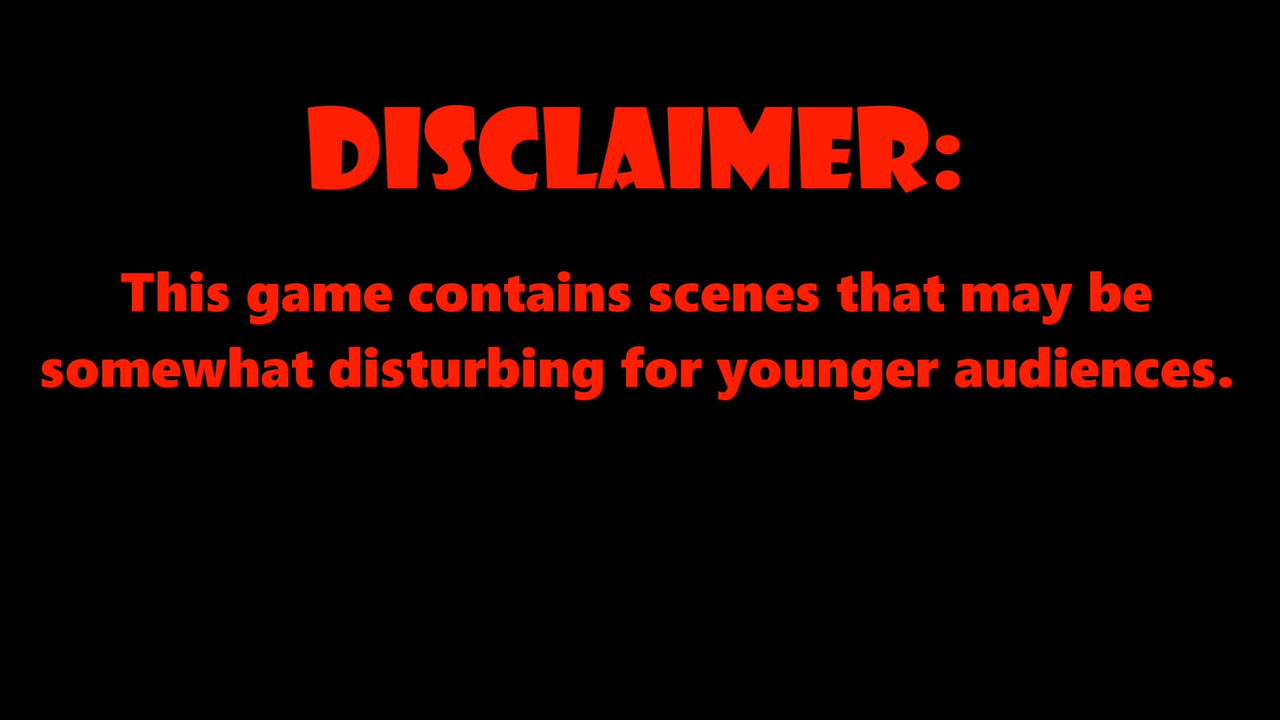 DISCLAIMER:
This game contains scenes that may be
somewhat disturbing for younger audiences.